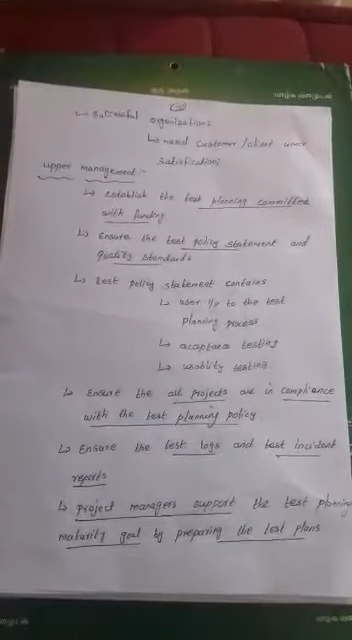 ↳ Successful organizations
↳ need customer / client user
satisfaction
Upper management :-
↳ establish the test planning committee
with funding
↳ Ensure the test policy statement and
quality standards
↳ test policy statement contains
↳ user i/p to the test
planning process
↳ acaptara testing
↳ usability testing
↳ Ensure the all projects are in compliance
with the test planning policy
↳ Ensure the test logs and test incident
reports
↳ project managers support the test planning
maturity goal by preparing the test plans